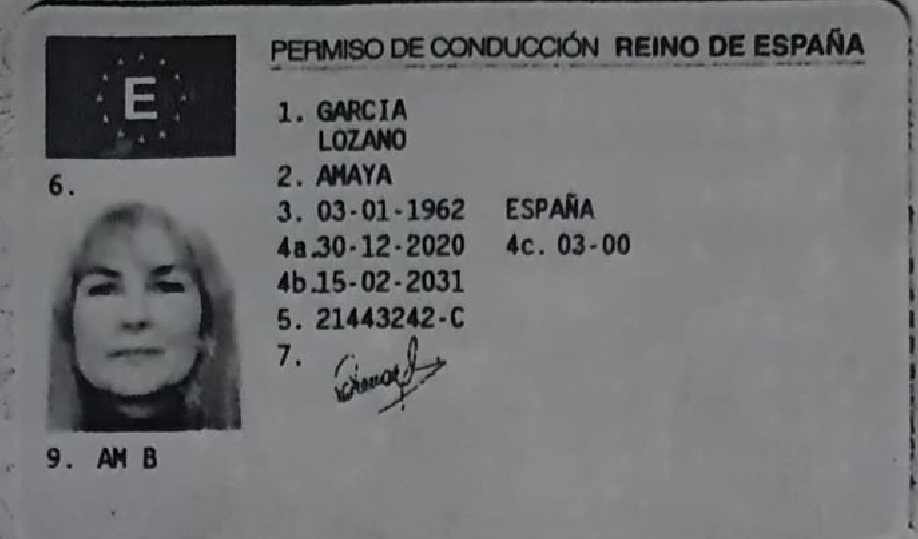 E
PERMISO DE CONDUCCIÓN REINO DE ESPAÑA
1. GARCIA
LOZANO
2. AMAYA
3. 03-01-1962 ESPAÑA
4a.30-12-2020 4c. 03-00
4b.15-02-2031
5. 21443242-C
6.
7.
9. AM B